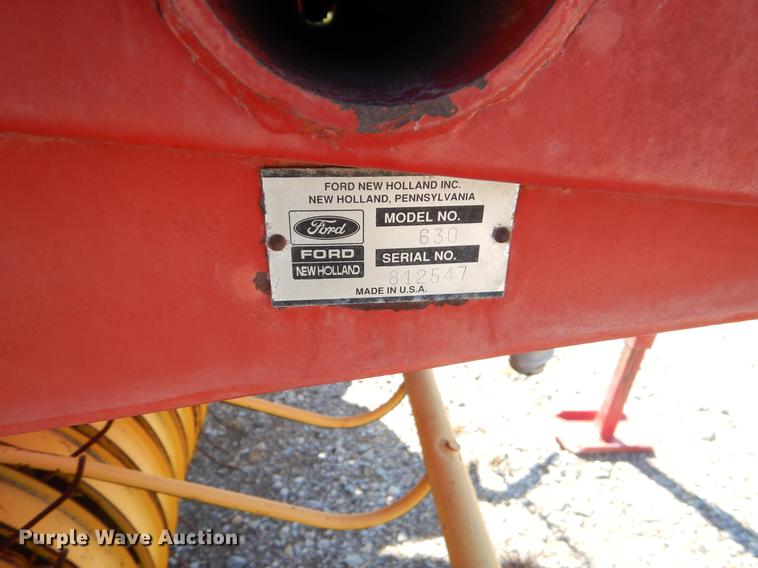 FORD NEW HOLLAND INC.
NEW HOLLAND, PENNSYLVANIA
Ford
FORD
NEW HOLLAND
MODEL NO.
630
SERIAL NO.
812547
MADE IN U.S.A.
Purple Wave Auction